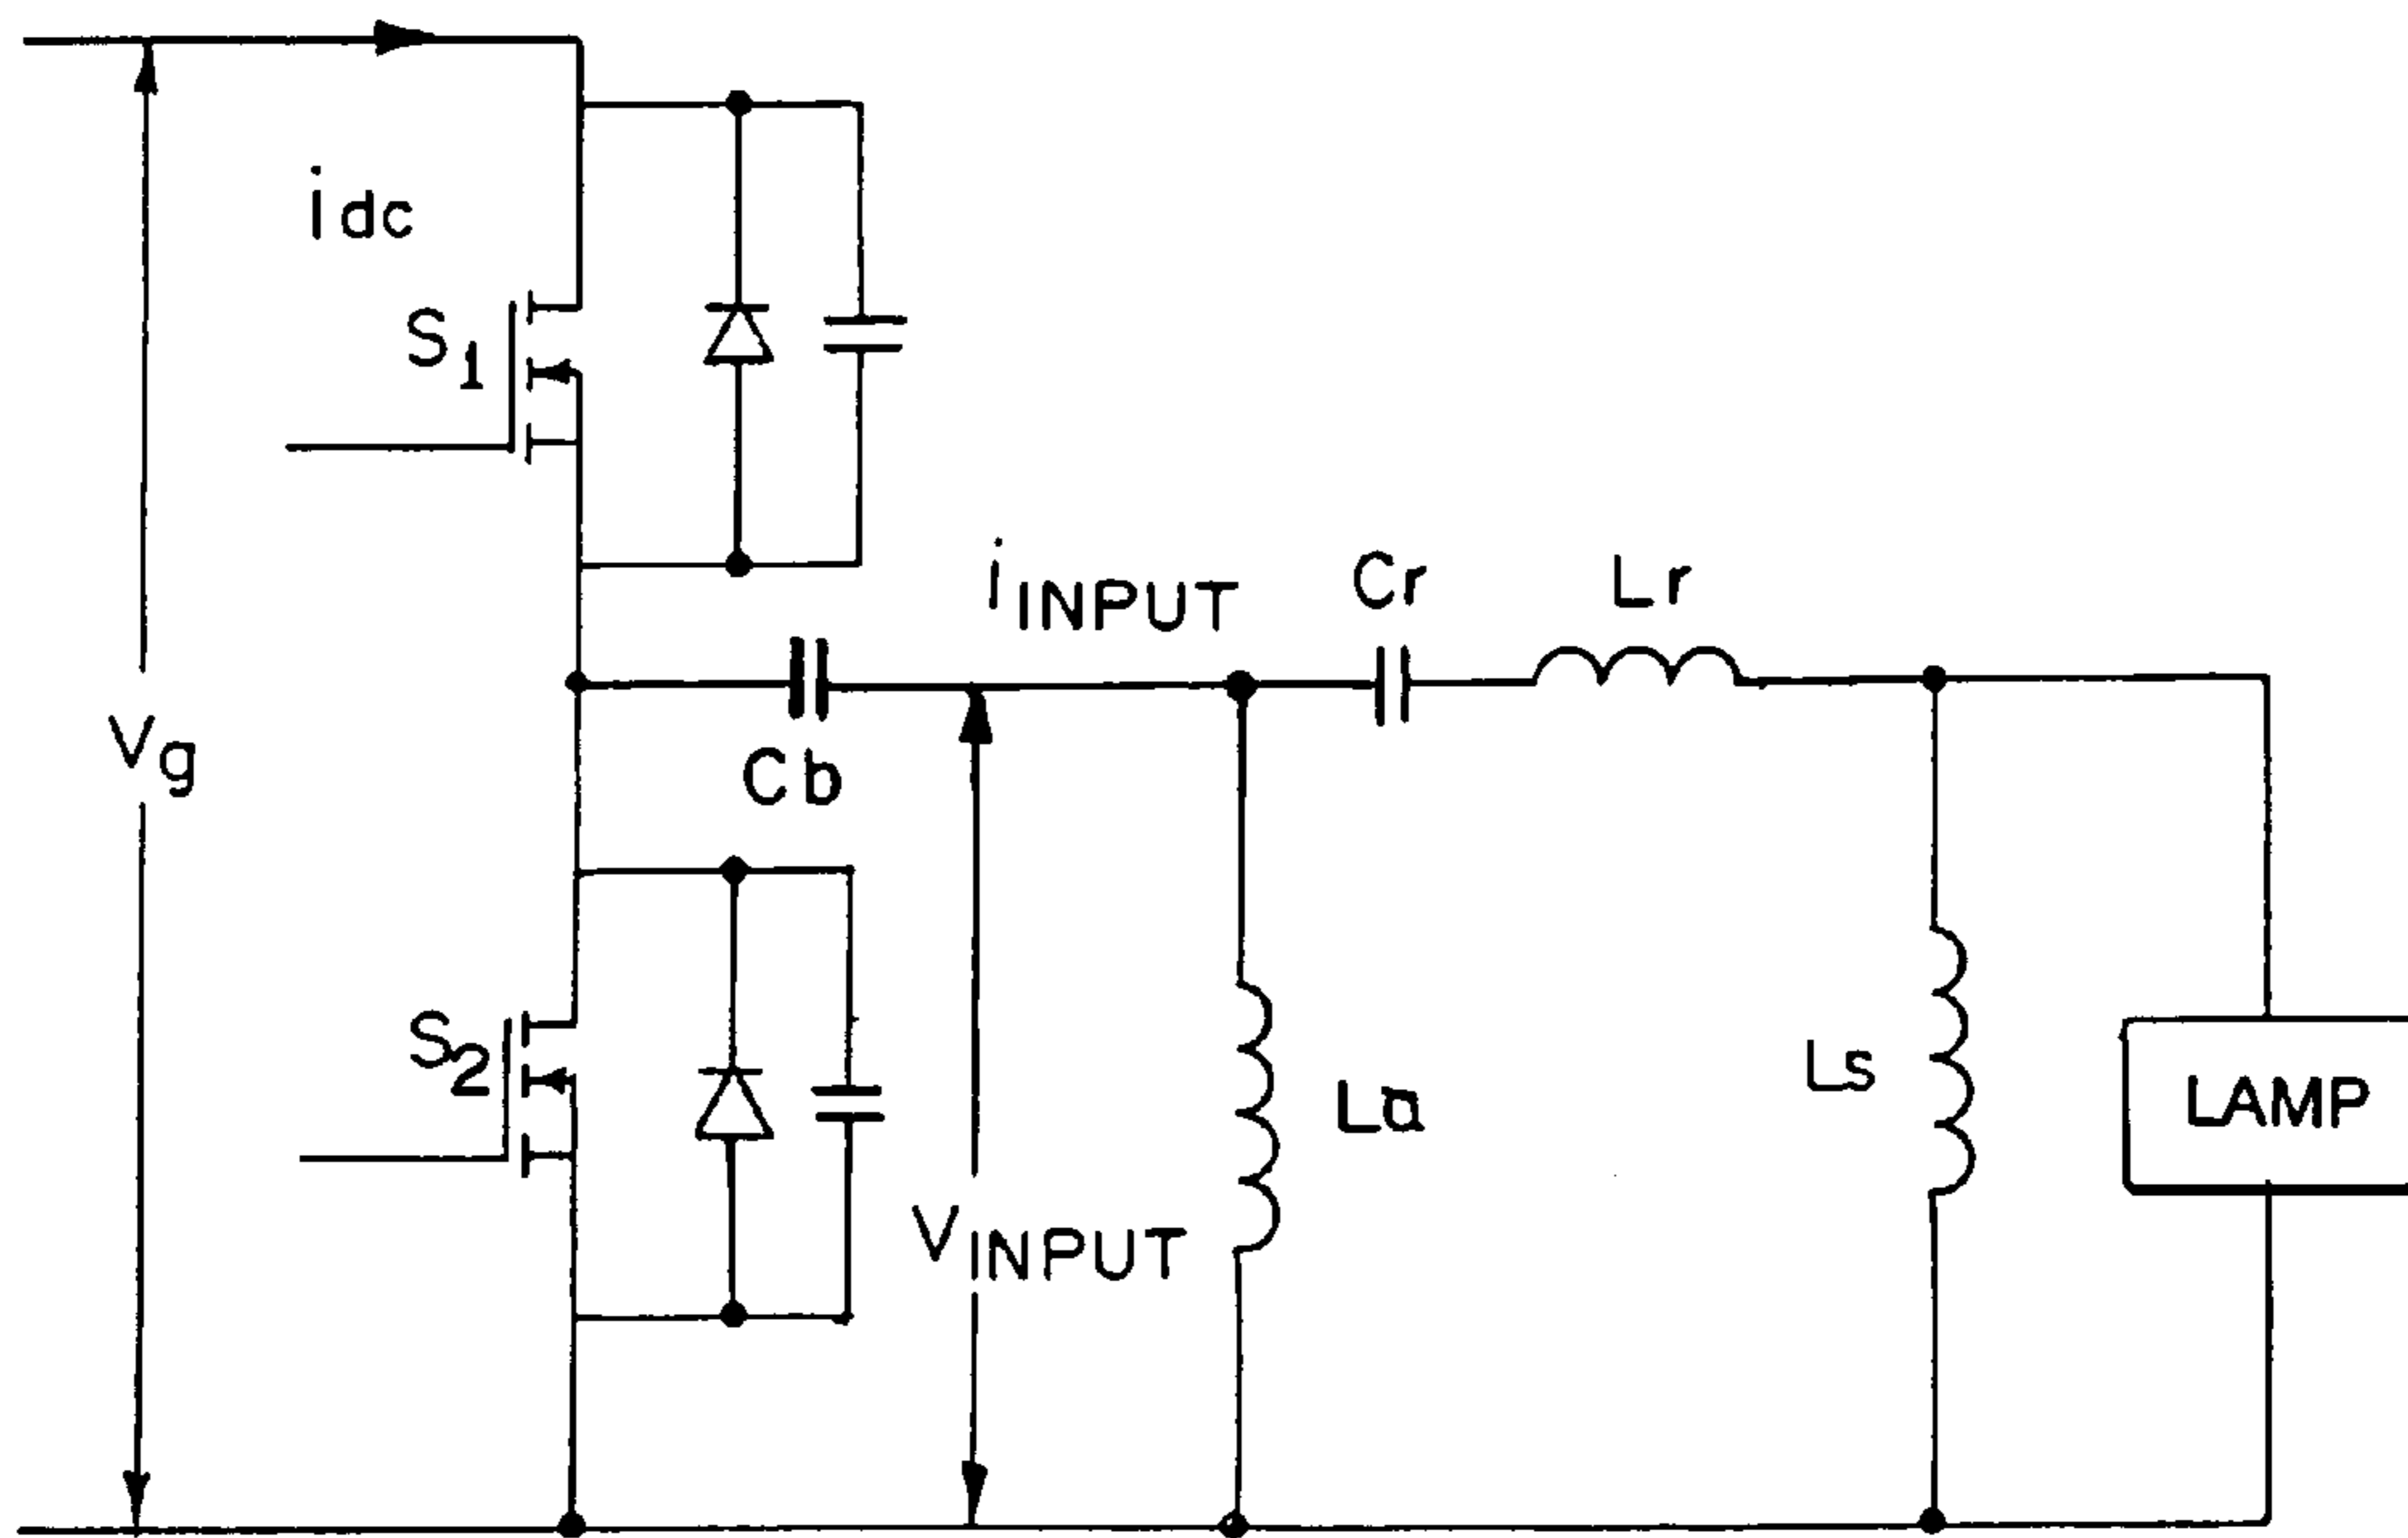 idc
S1
iINPUT
Cr
Lr
Vg
Cb
S2
La
Ls
LAMP
VINPUT